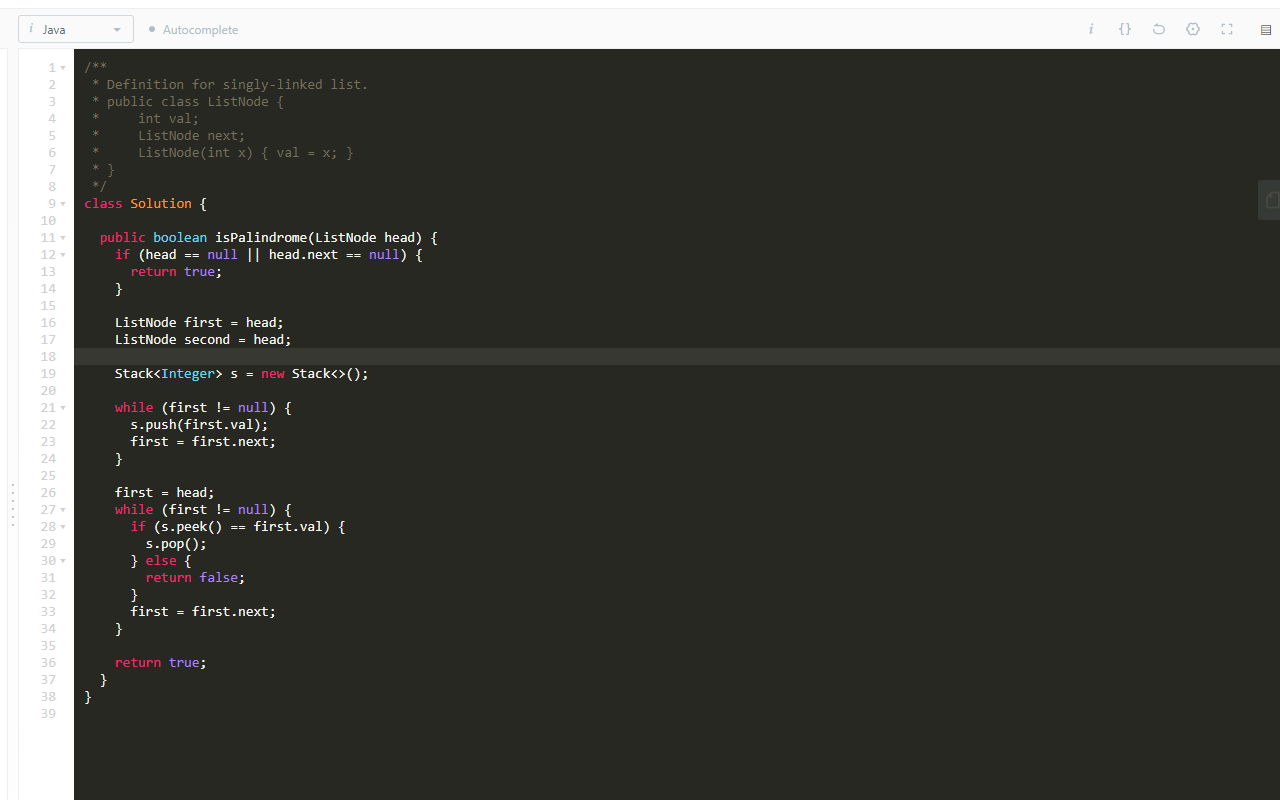 i Java Autocomplete i {}
1 /**
2  * Definition for singly-linked list.
3  * public class ListNode {
4  *     int val;
5  *     ListNode next;
6  *     ListNode(int x) { val = x; }
7  * }
8  */
9 class Solution {
10
11   public boolean isPalindrome(ListNode head) {
12     if (head == null || head.next == null) {
13       return true;
14     }
15
16     ListNode first = head;
17     ListNode second = head;
18
19     Stack<Integer> s = new Stack<>();
20
21     while (first != null) {
22       s.push(first.val);
23       first = first.next;
24     }
25
26     first = head;
27     while (first != null) {
28       if (s.peek() == first.val) {
29         s.pop();
30       } else {
31         return false;
32       }
33       first = first.next;
34     }
35
36     return true;
37   }
38 }
39